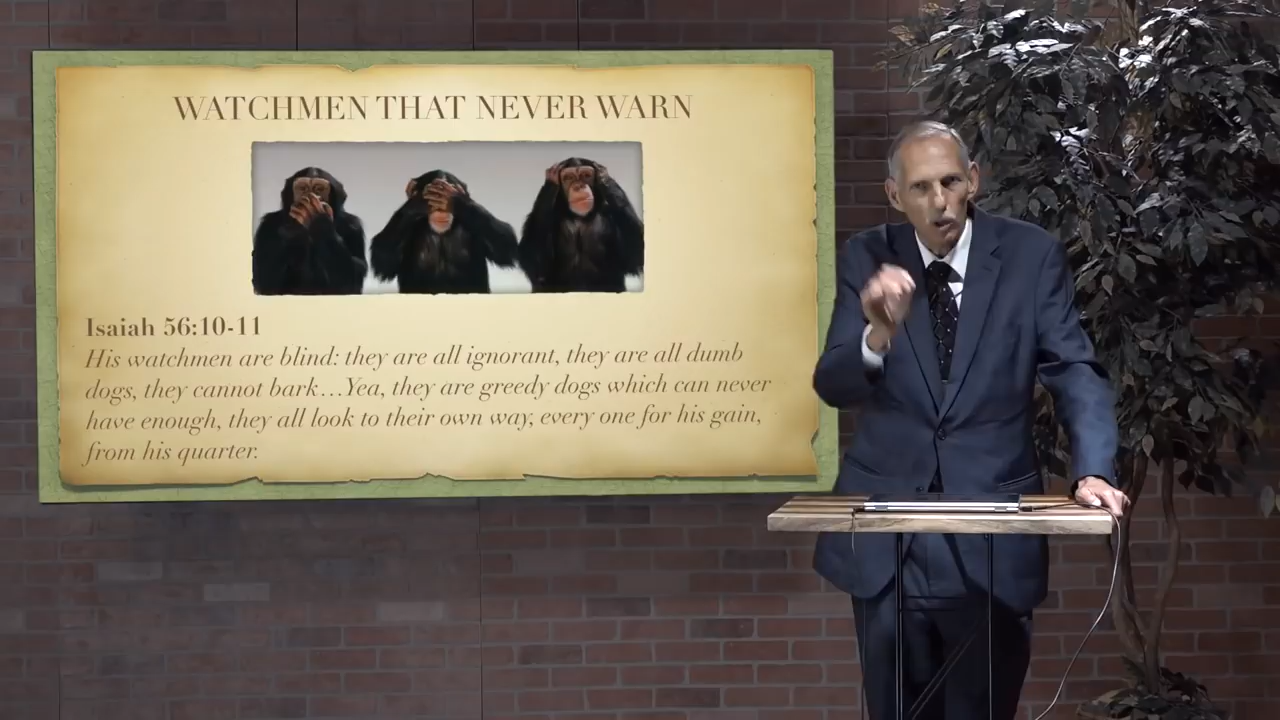 WATCHMEN THAT NEVER WARN
Isaiah 56:10-11
His watchmen are blind: they are all ignorant, they are all dumb
dogs, they cannot bark…Yea, they are greedy dogs which can never
have enough, they all look to their own way, every one for his gain,
from his quarter.